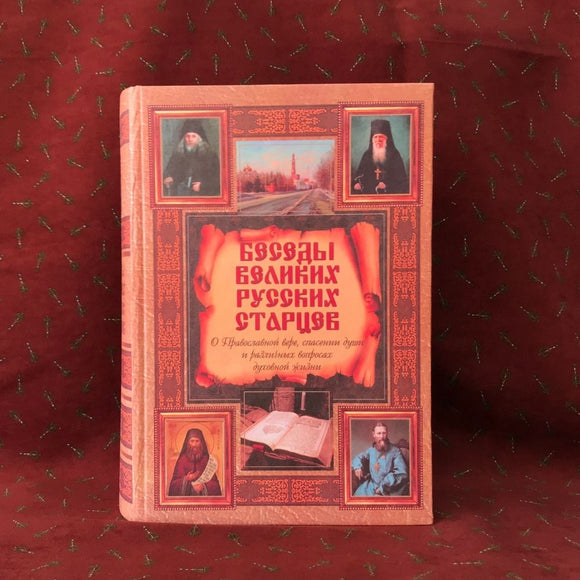 БЕСЕДЫ
ВЕЛИКИХ
РУССКИХ
СТАРЦЕВ
О Православной вере, спасении души
и различных вопросах
духовной жизни